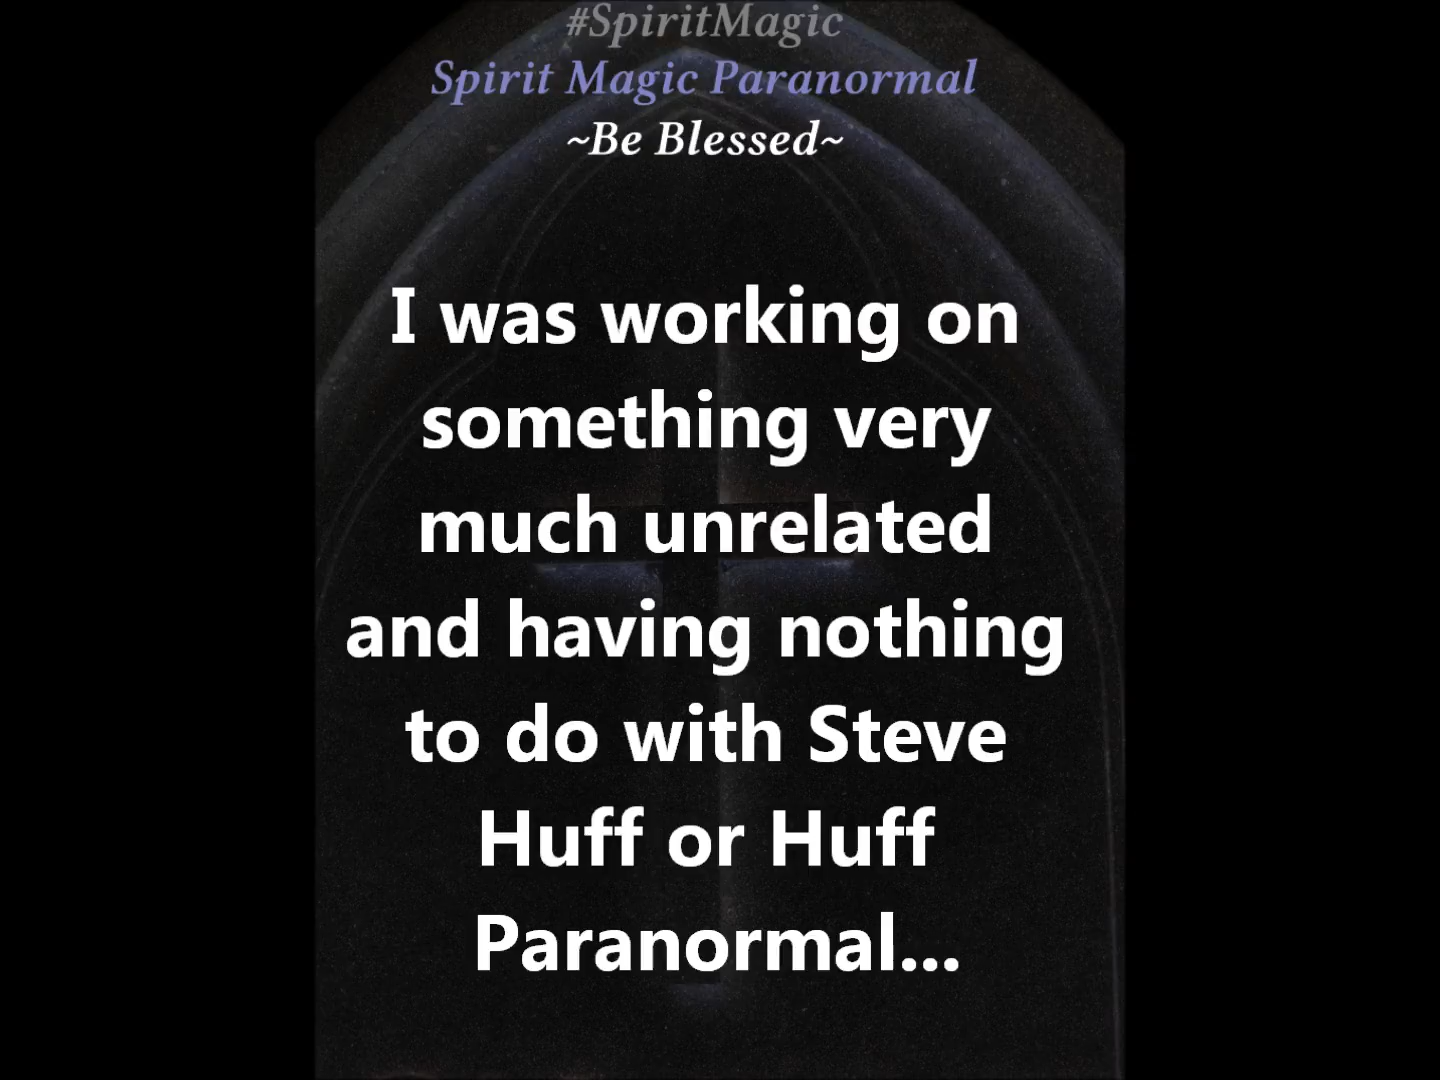 #SpiritMagic
Spirit Magic Paranormal
~Be Blessed~
I was working on
something very
much unrelated
and having nothing
to do with Steve
Huff or Huff
Paranormal...